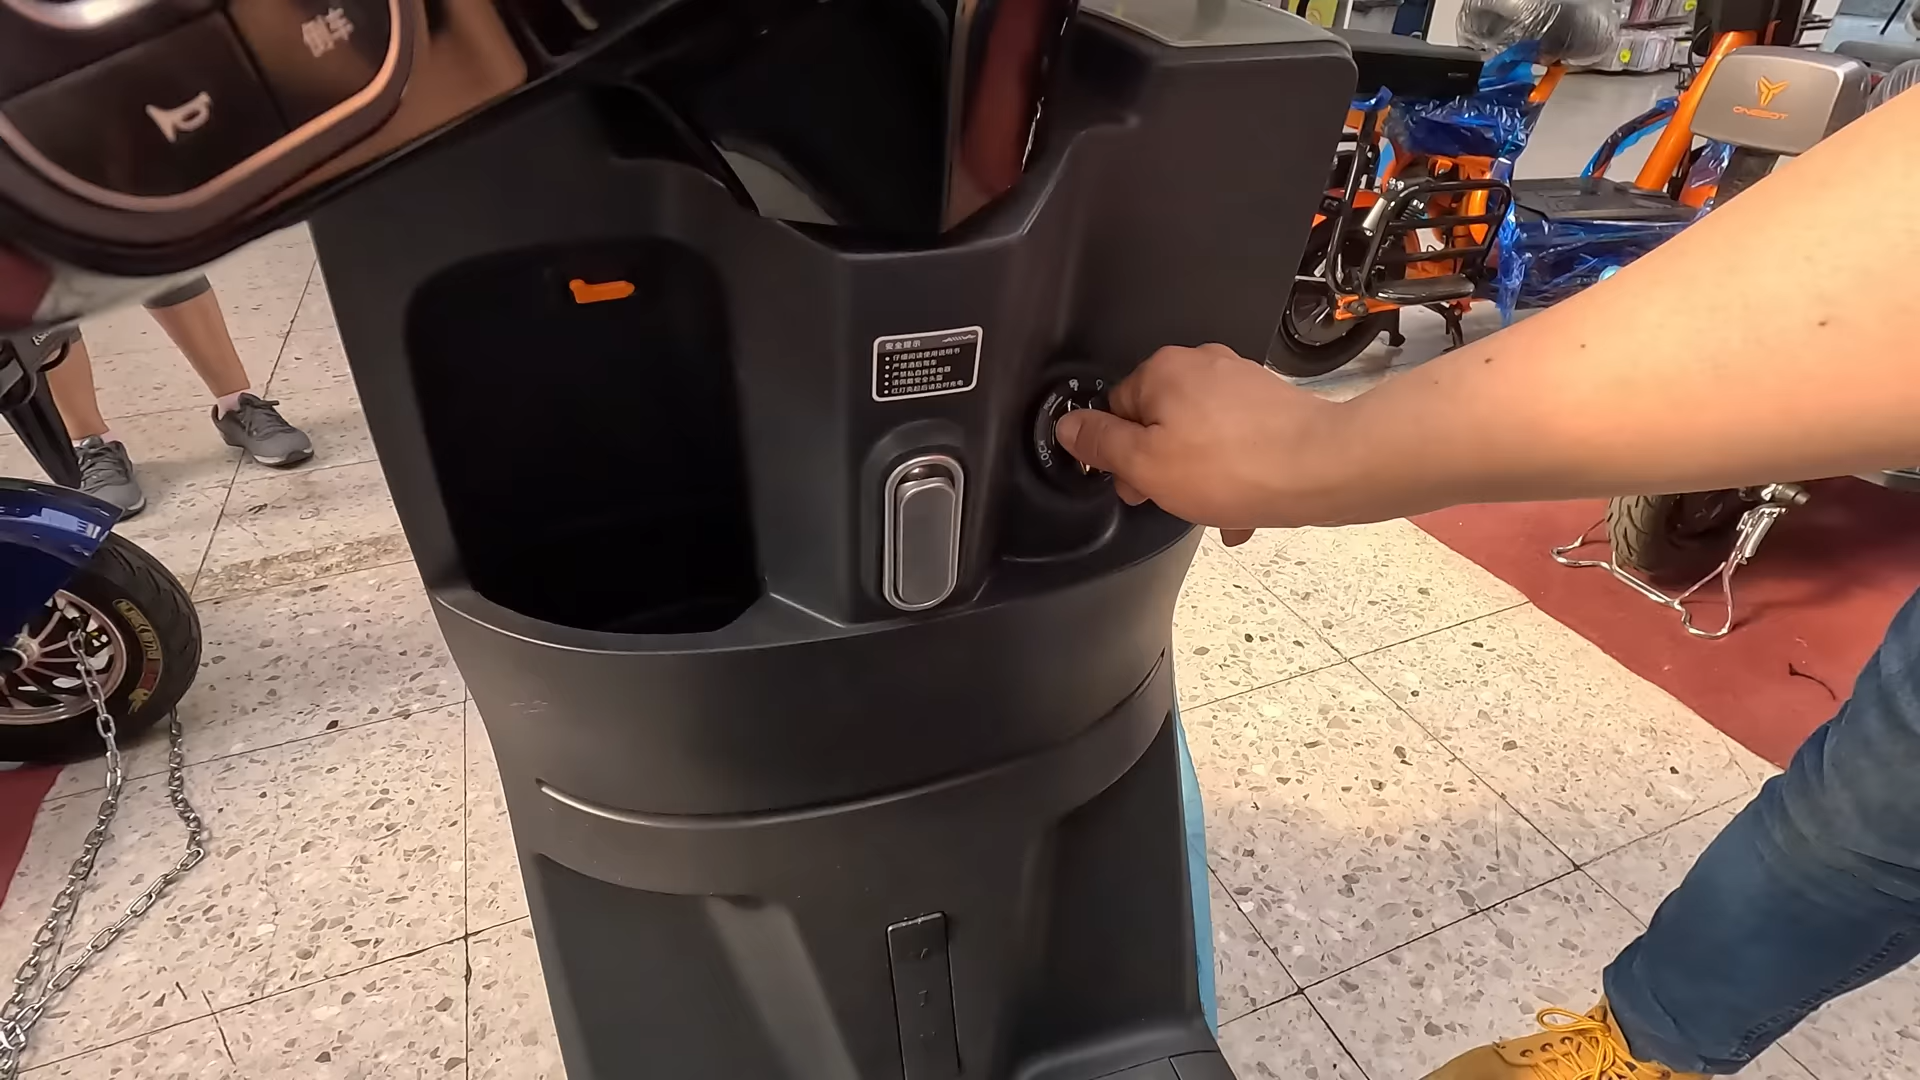 倒车
ONEBOT
安全提示
仔细阅读使用说明书
严禁酒后驾车
严禁私自拆装电器
请佩戴安全头盔
红灯亮起后请及时充电
PUSH
LOCK